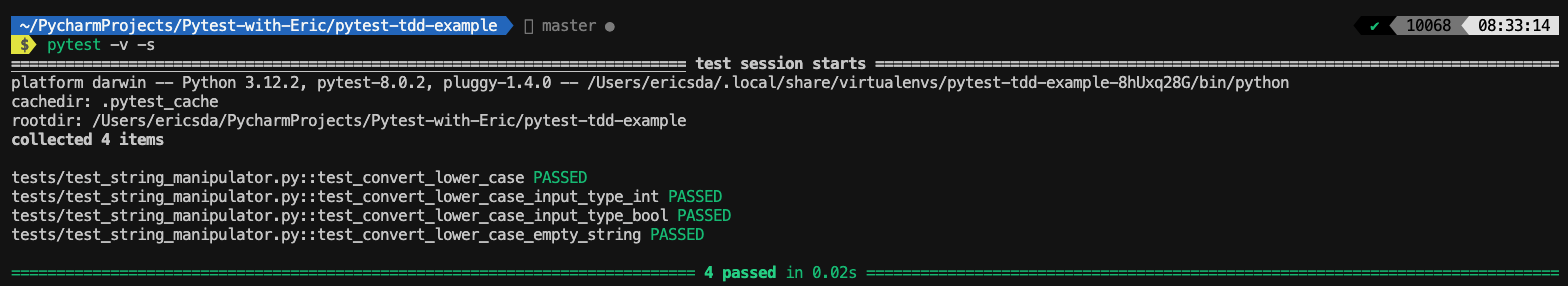 ~/PycharmProjects/Pytest-with-Eric/pytest-tdd-example master ● ✔ 10068 08:33:14
$ pytest -v -s
============================================================================ test session starts ============================================================================
platform darwin -- Python 3.12.2, pytest-8.0.2, pluggy-1.4.0 -- /Users/ericsda/.local/share/virtualenvs/pytest-tdd-example-8hUxq28G/bin/python
cachedir: .pytest_cache
rootdir: /Users/ericsda/PycharmProjects/Pytest-with-Eric/pytest-tdd-example
collected 4 items
tests/test_string_manipulator.py::test_convert_lower_case PASSED
tests/test_string_manipulator.py::test_convert_lower_case_input_type_int PASSED
tests/test_string_manipulator.py::test_convert_lower_case_input_type_bool PASSED
tests/test_string_manipulator.py::test_convert_lower_case_empty_string PASSED
============================================================================= 4 passed in 0.02s =============================================================================